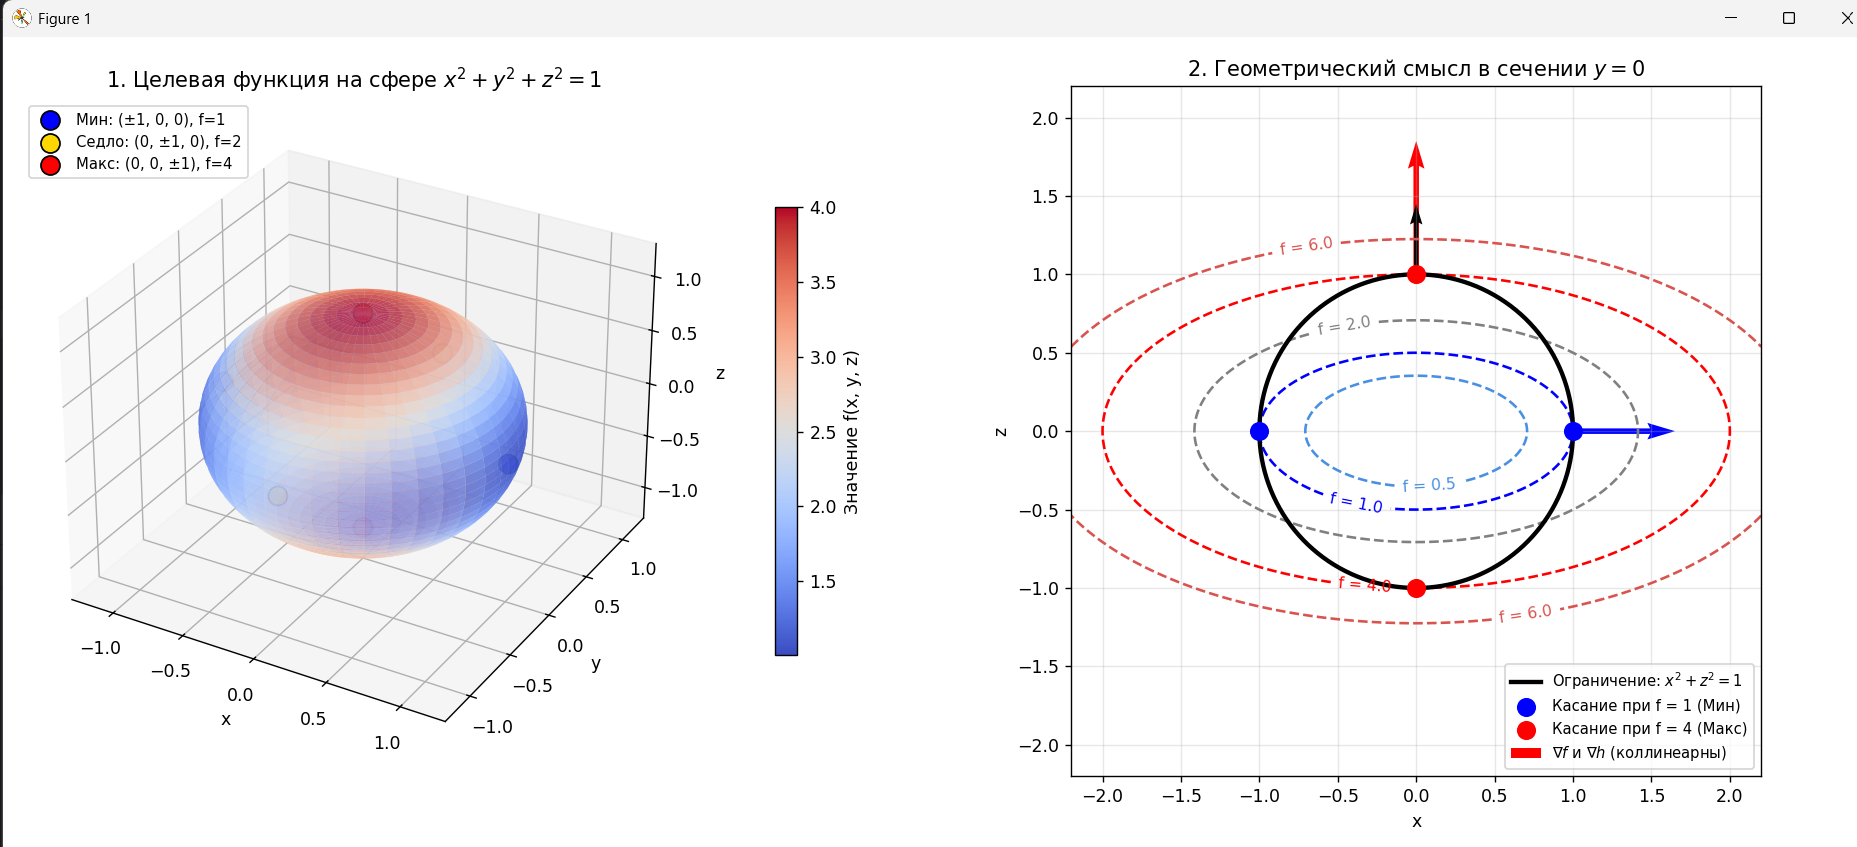 Figure 1
1. Целевая функция на сфере x² + y² + z² = 1
Мин: (±1, 0, 0), f=1
Седло: (0, ±1, 0), f=2
Макс: (0, 0, ±1), f=4
1.0
0.5
0.0
−0.5
−1.0
z
−1.0
−0.5
0.0
0.5
1.0
x
−1.0
−0.5
0.0
0.5
1.0
y
4.0
3.5
3.0
2.5
2.0
1.5
Значение f(x, y, z)
2. Геометрический смысл в сечении y = 0
2.0
1.5
1.0
0.5
0.0
−0.5
−1.0
−1.5
−2.0
z
f = 6.0
f = 2.0
f = 0.5
f = 1.0
f = 4.0
f = 6.0
Ограничение: x² + z² = 1
Касание при f = 1 (Мин)
Касание при f = 4 (Макс)
∇f и ∇h (коллинеарны)
−2.0 −1.5 −1.0 −0.5 0.0 0.5 1.0 1.5 2.0
x